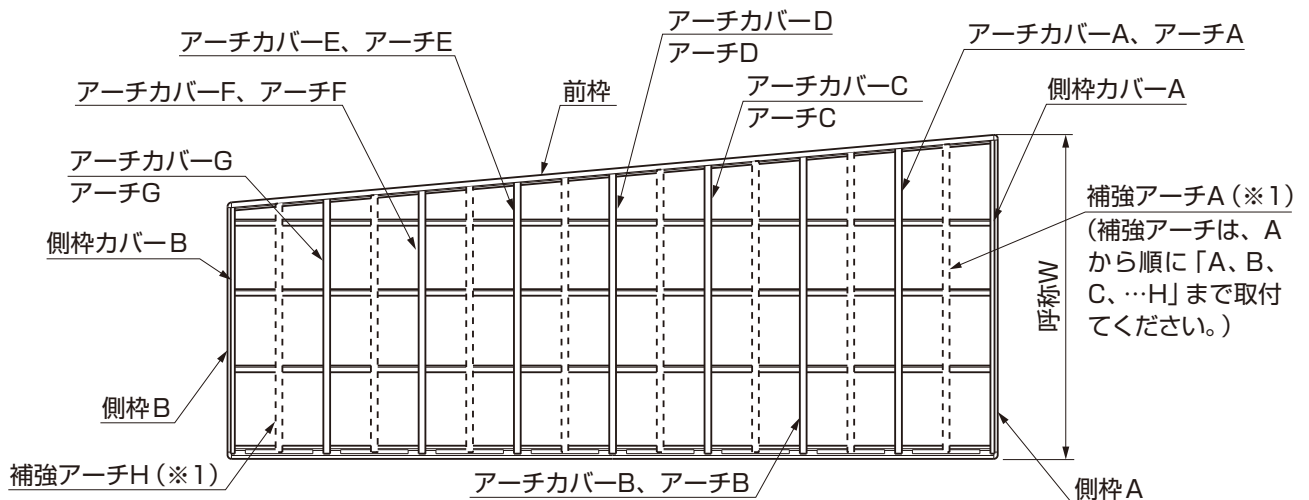 アーチカバーE、アーチE
アーチカバーD
アーチD
アーチカバーA、アーチA
アーチカバーF、アーチF
前枠
アーチカバーC
アーチC
側枠カバーA
アーチカバーG
アーチG
補強アーチA(※1)
(補強アーチは、A
から順に「A、B、
C、…H」まで取付
てください。)
側枠カバーB
呼称W
側枠B
補強アーチH(※1)
アーチカバーB、アーチB
側枠A